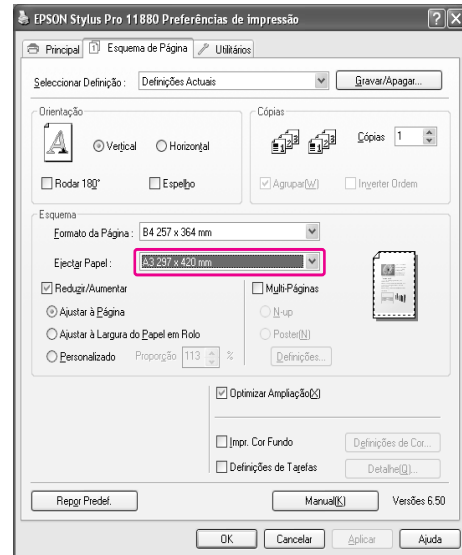 EPSON Stylus Pro 11880 Preferências de impressão
Principal Esquema de Página Utilitários
Seleccionar Definição : Definições Actuais Gravar/Apagar...
Orientação
Vertical Horizontal
Rodar 180° Espelho
Cópias
Cópias 1
Agrupar(W) Inverter Ordem
Esquema
Formato da Página : B4 257 x 364 mm
Ejectar Papel : A3 297 x 420 mm
Reduzir/Aumentar
Ajustar à Página
Ajustar à Largura do Papel em Rolo
Personalizado Proporção 113 %
Multi-Páginas
N-up
Poster(N)
Definições...
Optimizar Ampliação(X)
Impr. Cor Fundo Definições de Cor...
Definições de Tarefas Detalhe(Q)...
Repor Predef. Manual(K) Versões 6.50
OK Cancelar Aplicar Ajuda